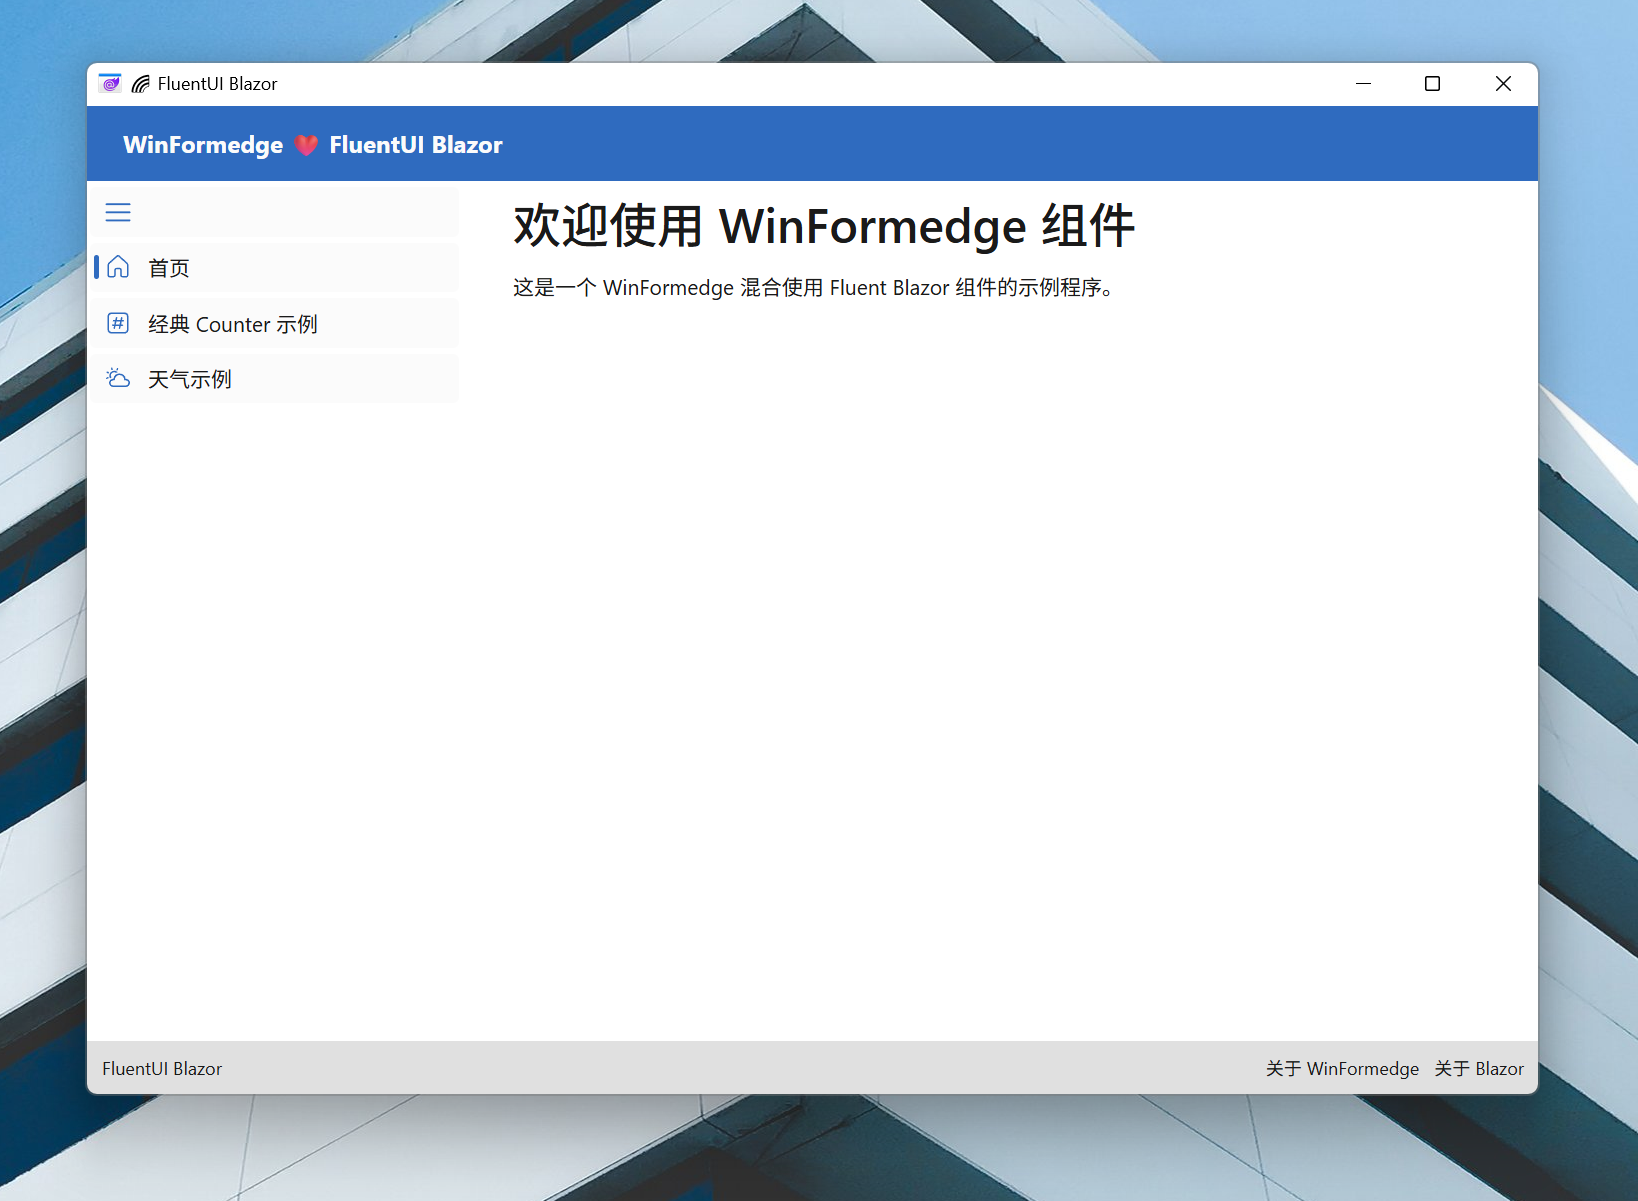 FluentUI Blazor
WinFormedge ❤️ FluentUI Blazor
首页
经典 Counter 示例
天气示例
欢迎使用 WinFormedge 组件
这是一个 WinFormedge 混合使用 Fluent Blazor 组件的示例程序。
FluentUI Blazor
关于 WinFormedge 关于 Blazor